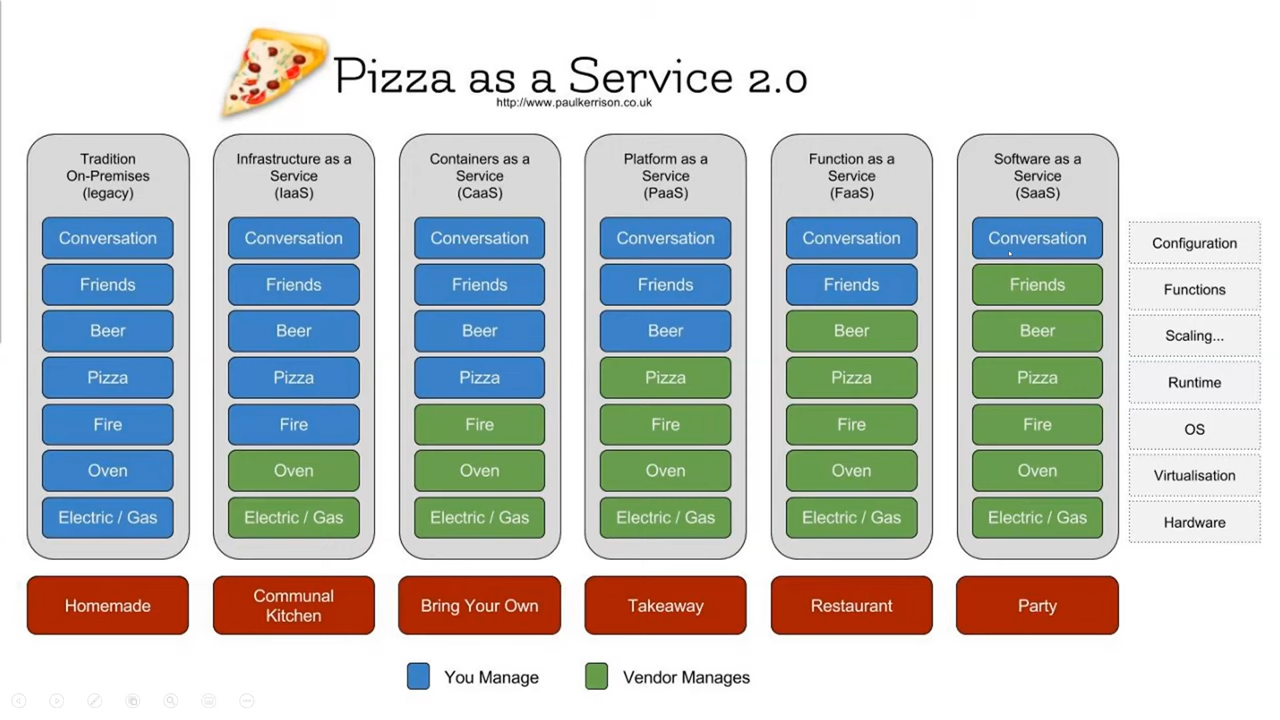 Pizza as a Service 2.0
http://www.paulkerrison.co.uk
Tradition
On-Premises
(legacy)
Conversation
Friends
Beer
Pizza
Fire
Oven
Electric / Gas
Homemade
Infrastructure as a
Service
(IaaS)
Conversation
Friends
Beer
Pizza
Fire
Oven
Electric / Gas
Communal
Kitchen
Containers as a
Service
(CaaS)
Conversation
Friends
Beer
Pizza
Fire
Oven
Electric / Gas
Bring Your Own
Platform as a
Service
(PaaS)
Conversation
Friends
Beer
Pizza
Fire
Oven
Electric / Gas
Takeaway
Function as a
Service
(FaaS)
Conversation
Friends
Beer
Pizza
Fire
Oven
Electric / Gas
Restaurant
Software as a
Service
(SaaS)
Conversation
Friends
Beer
Pizza
Fire
Oven
Electric / Gas
Party
Configuration
Functions
Scaling...
Runtime
OS
Virtualisation
Hardware
You Manage
Vendor Manages